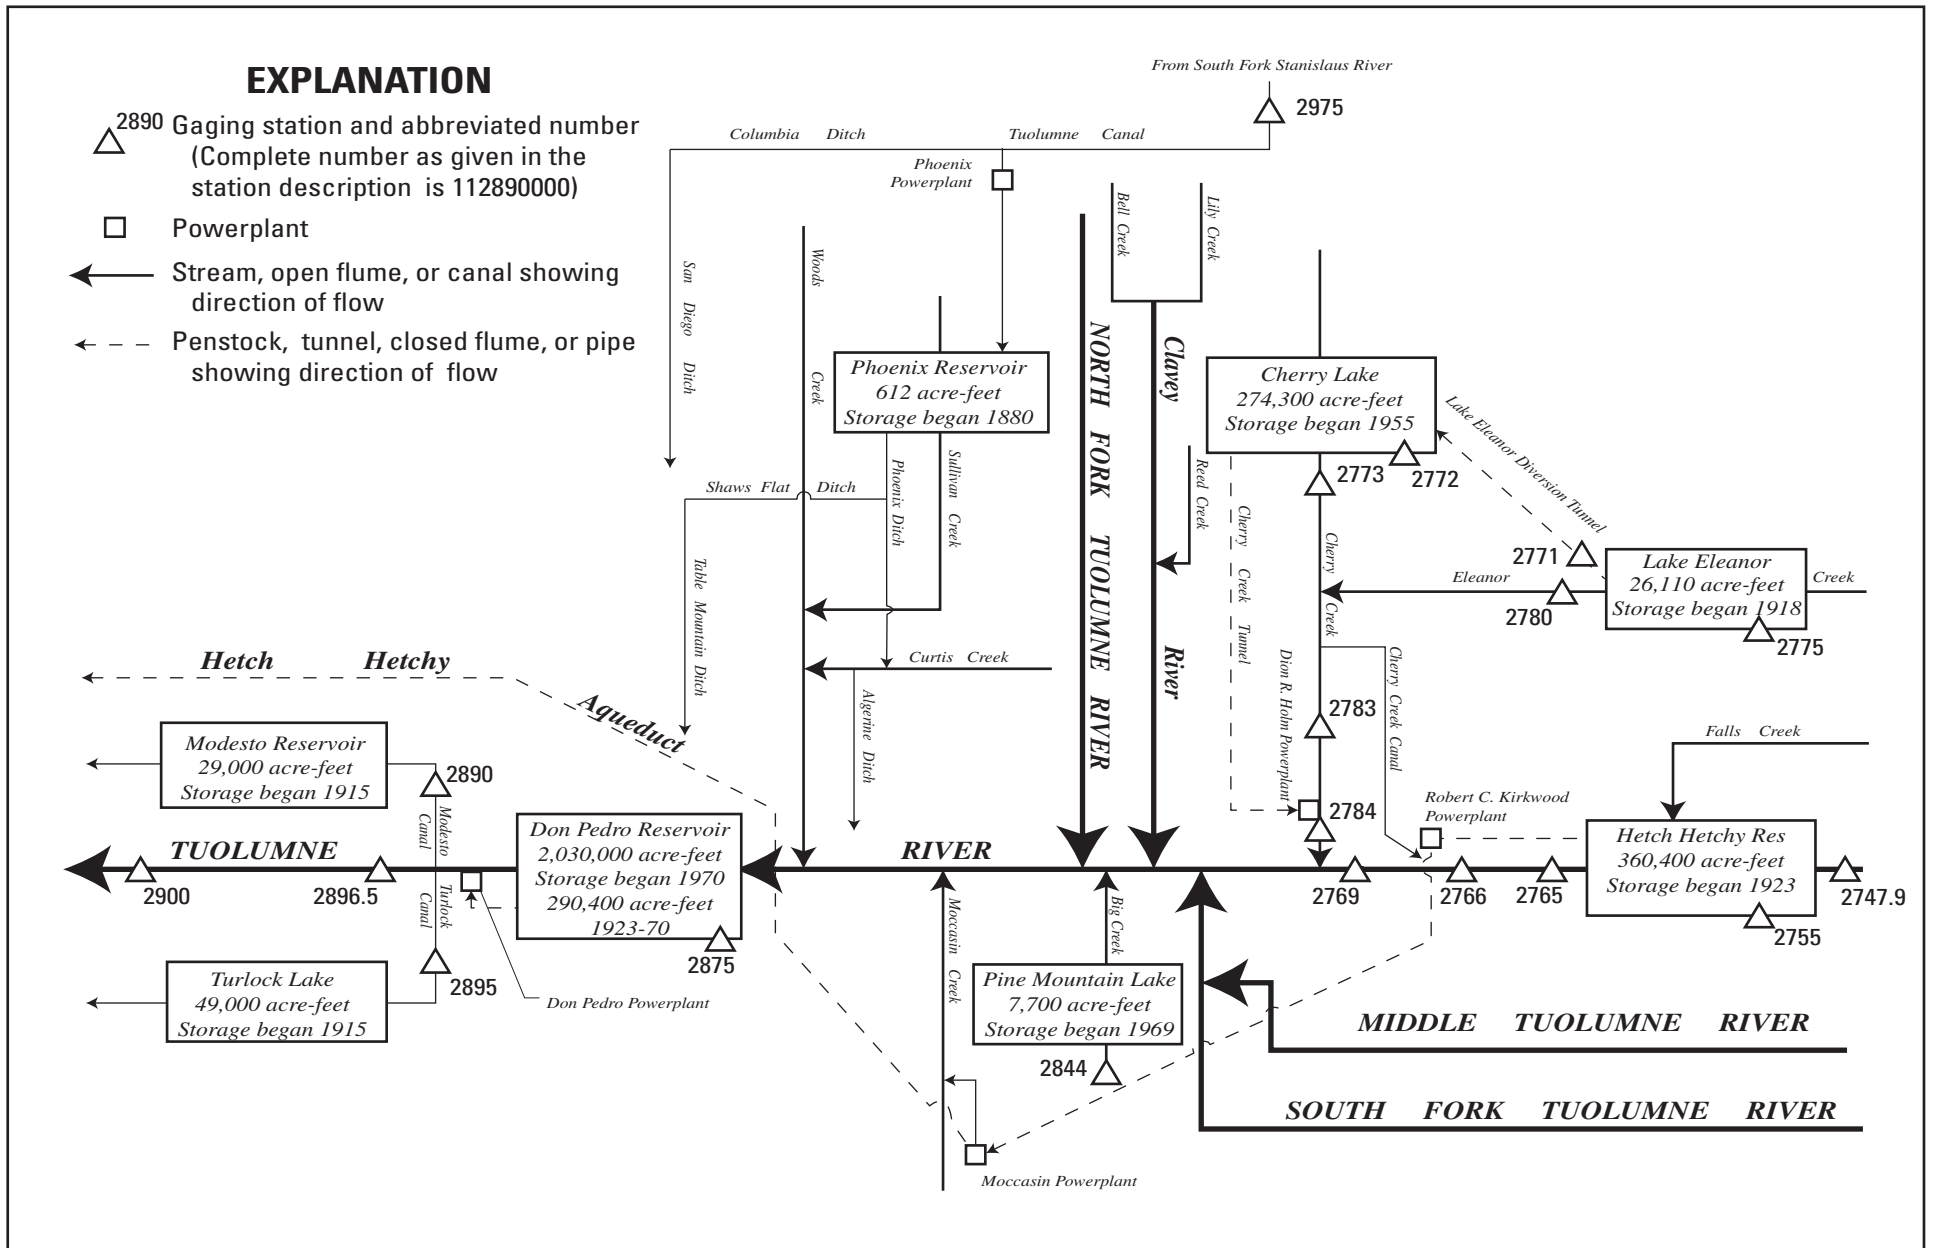 EXPLANATION
2890 Gaging station and abbreviated number
(Complete number as given in the
station description is 112890000)
Powerplant
Stream, open flume, or canal showing
direction of flow
Penstock, tunnel, closed flume, or pipe
showing direction of flow
From South Fork Stanislaus River
2975
Columbia Ditch
Tuolumne Canal
Phoenix
Powerplant
San Diego Ditch
Woods Creek
Bell Creek
Lily Creek
NORTH FORK TUOLUMNE RIVER
Clavey River
Reed Creek
Phoenix Reservoir
612 acre-feet
Storage began 1880
Phoenix Ditch
Sullivan Creek
Shaws Flat Ditch
Table Mountain Ditch
Curtis Creek
Algerine Ditch
Cherry Lake
274,300 acre-feet
Storage began 1955
2773
2772
Lake Eleanor Diversion Tunnel
2771
Lake Eleanor
26,110 acre-feet
Storage began 1918
Eleanor
Creek
2780
2775
Cherry Creek Tunnel
Cherry Creek
Cherry Creek Canal
Dion R. Holm Powerplant
2783
2784
Falls Creek
Robert C. Kirkwood
Powerplant
Hetch Hetchy Res
360,400 acre-feet
Storage began 1923
2747.9
2755
2765
2766
2769
Hetch Hetchy
Aqueduct
Modesto Reservoir
29,000 acre-feet
Storage began 1915
2890
Modesto
Canal
TUOLUMNE
RIVER
2900
2896.5
Turlock
Canal
Don Pedro Reservoir
2,030,000 acre-feet
Storage began 1970
290,400 acre-feet
1923-70
2875
Turlock Lake
49,000 acre-feet
Storage began 1915
2895
Don Pedro Powerplant
Moccasin Creek
Big Creek
Pine Mountain Lake
7,700 acre-feet
Storage began 1969
2844
Moccasin Powerplant
MIDDLE TUOLUMNE RIVER
SOUTH FORK TUOLUMNE RIVER